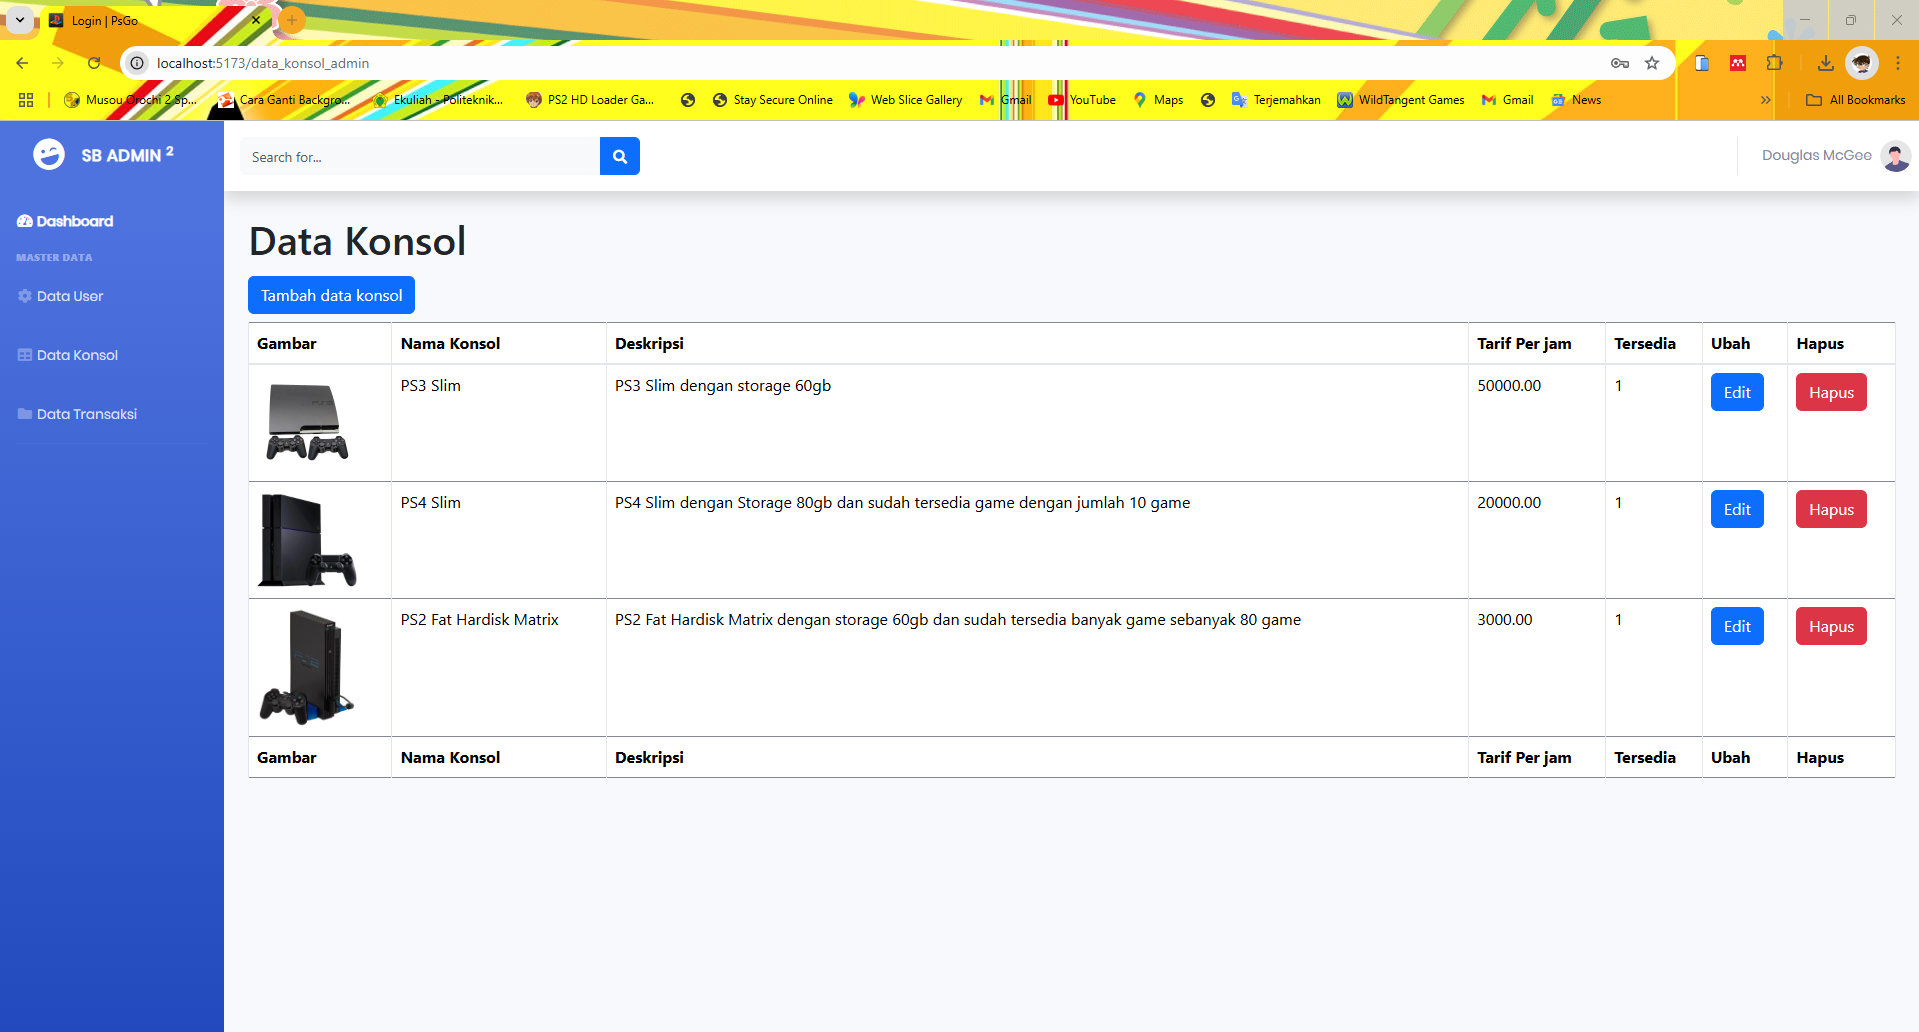 Login | PsGo
localhost:5173/data_konsol_admin
Musou Orochi 2 Sp...
Cara Ganti Backgro...
Ekuliah - Politeknik...
PS2 HD Loader Ga...
Stay Secure Online
Web Slice Gallery
Gmail
YouTube
Maps
Terjemahkan
WildTangent Games
Gmail
News
All Bookmarks
SB ADMIN 2
Search for...
Douglas McGee
Dashboard
MASTER DATA
Data User
Data Konsol
Data Transaksi
Data Konsol
Tambah data konsol
Gambar Nama Konsol Deskripsi Tarif Per jam Tersedia Ubah Hapus
PS3 Slim PS3 Slim dengan storage 60gb 50000.00 1 Edit Hapus
PS4 Slim PS4 Slim dengan Storage 80gb dan sudah tersedia game dengan jumlah 10 game 20000.00 1 Edit Hapus
PS2 Fat Hardisk Matrix PS2 Fat Hardisk Matrix dengan storage 60gb dan sudah tersedia banyak game sebanyak 80 game 3000.00 1 Edit Hapus
Gambar Nama Konsol Deskripsi Tarif Per jam Tersedia Ubah Hapus